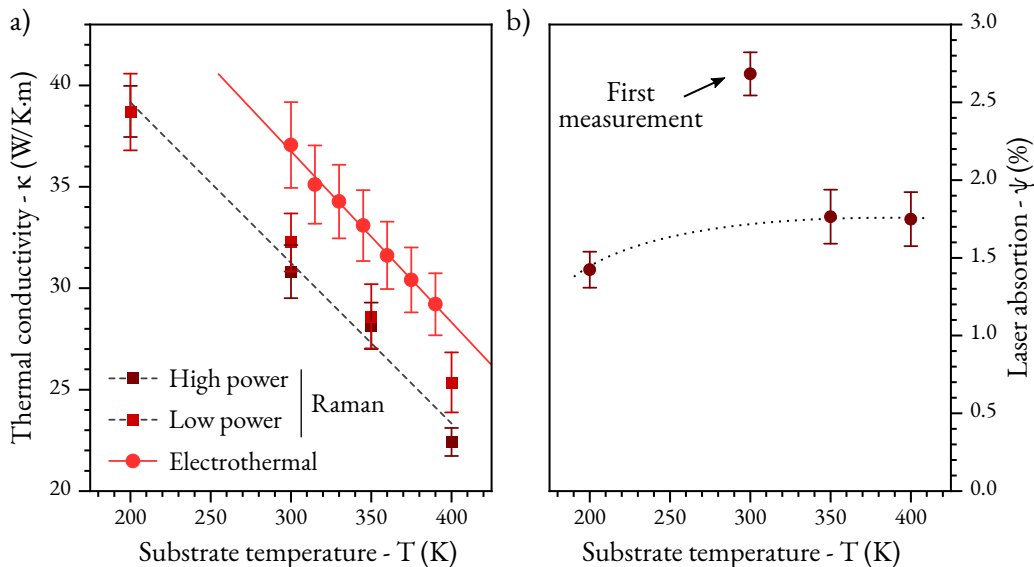 a)
Thermal conductivity - κ (W/K·m)
40
35
30
25
20
200
250
300
350
400
Substrate temperature - T (K)
High power
Low power
Raman
Electrothermal
b)
First
measurement
3.0
2.5
2.0
1.5
1.0
0.5
0.0
Laser absortion - ψ (%)
200
250
300
350
400
Substrate temperature - T (K)